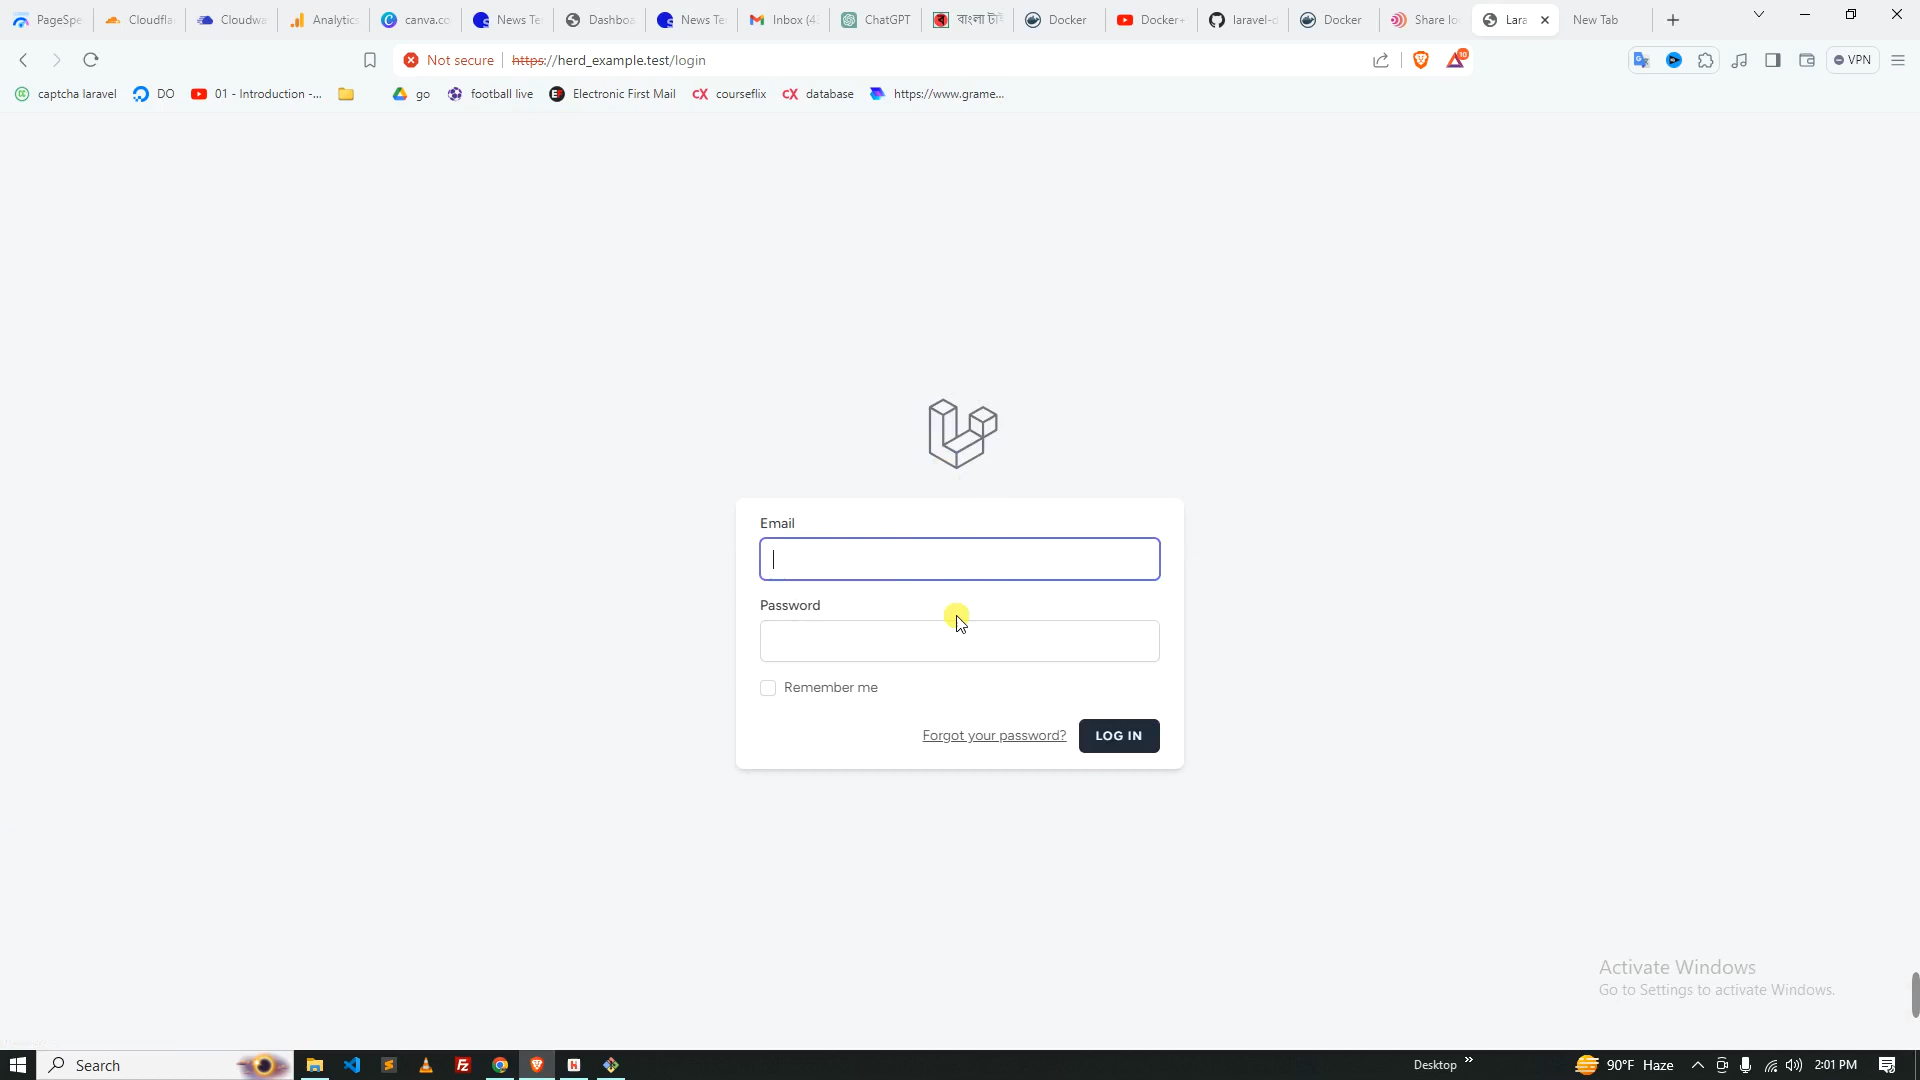 PageSpe Cloudfla Cloudwa Analytics canva.co News Te Dashboa News Te Inbox (4 ChatGPT বাংলা টাই Docker Docker+ laravel-d Docker Share lo Lara New Tab
Not secure https://herd_example.test/login VPN
captcha laravel DO 01 - Introduction -... go football live Electronic First Mail courseflix database https://www.grame...
Email
Password
Remember me
Forgot your password? LOG IN
Activate Windows
Go to Settings to activate Windows.
Search Desktop 90°F Haze 2:01 PM